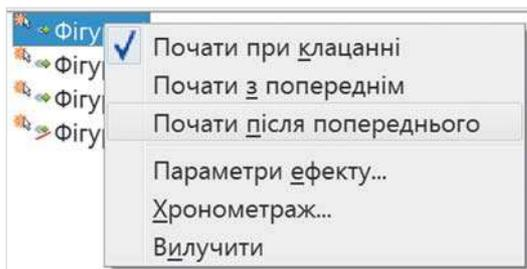 Фігу
Фігу
Фігу
Фігу
Почати при клацанні
Почати з попереднім
Почати після попереднього
Параметри ефекту...
Хронометраж...
Вилучити